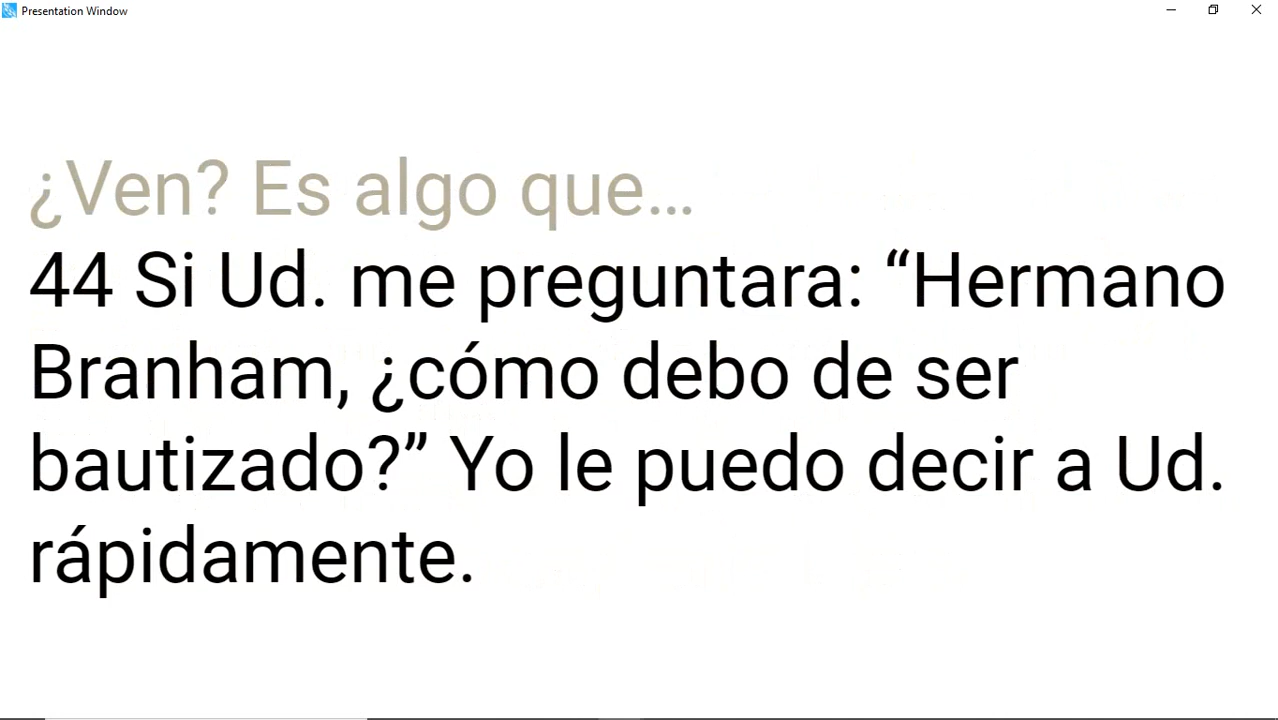 Presentation Window
¿Ven? Es algo que...
44 Si Ud. me preguntara: “Hermano
Branham, ¿cómo debo de ser
bautizado?” Yo le puedo decir a Ud.
rápidamente.